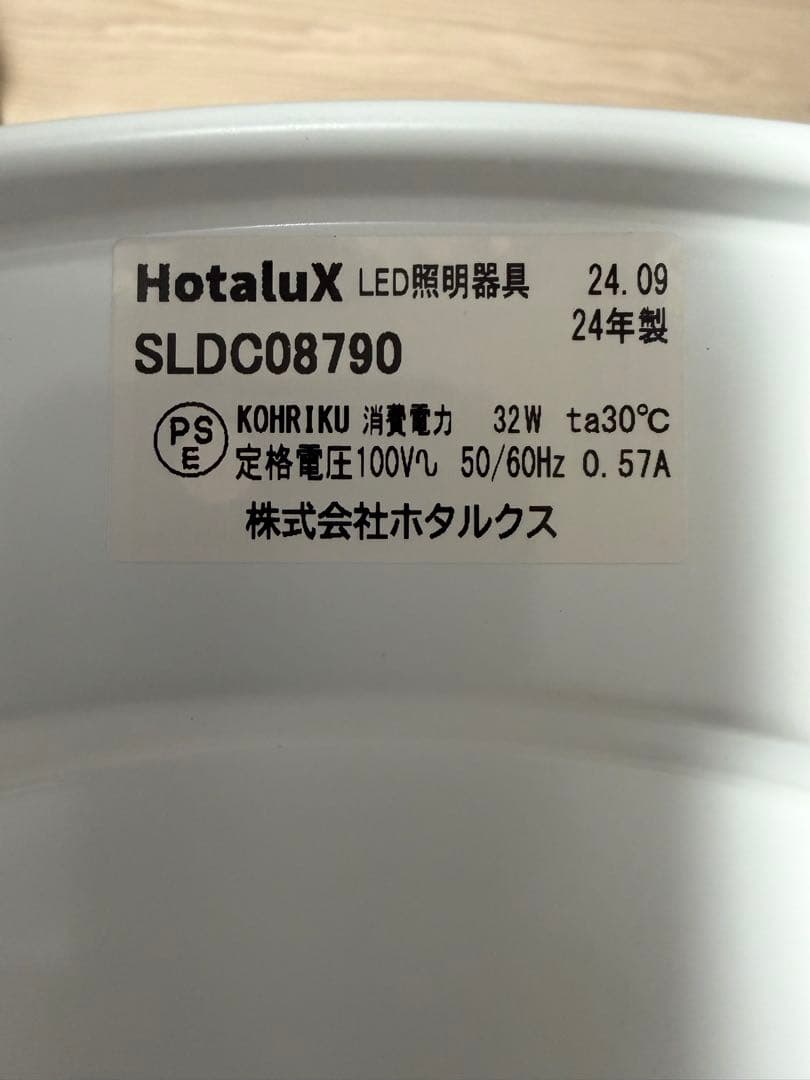 HotaluX LED照明器具 24.09
SLDC08790 24年製
PSE KOHRIKU 消費電力 32W ta30℃
定格電圧100V∿ 50/60Hz 0.57A
株式会社ホタルクス